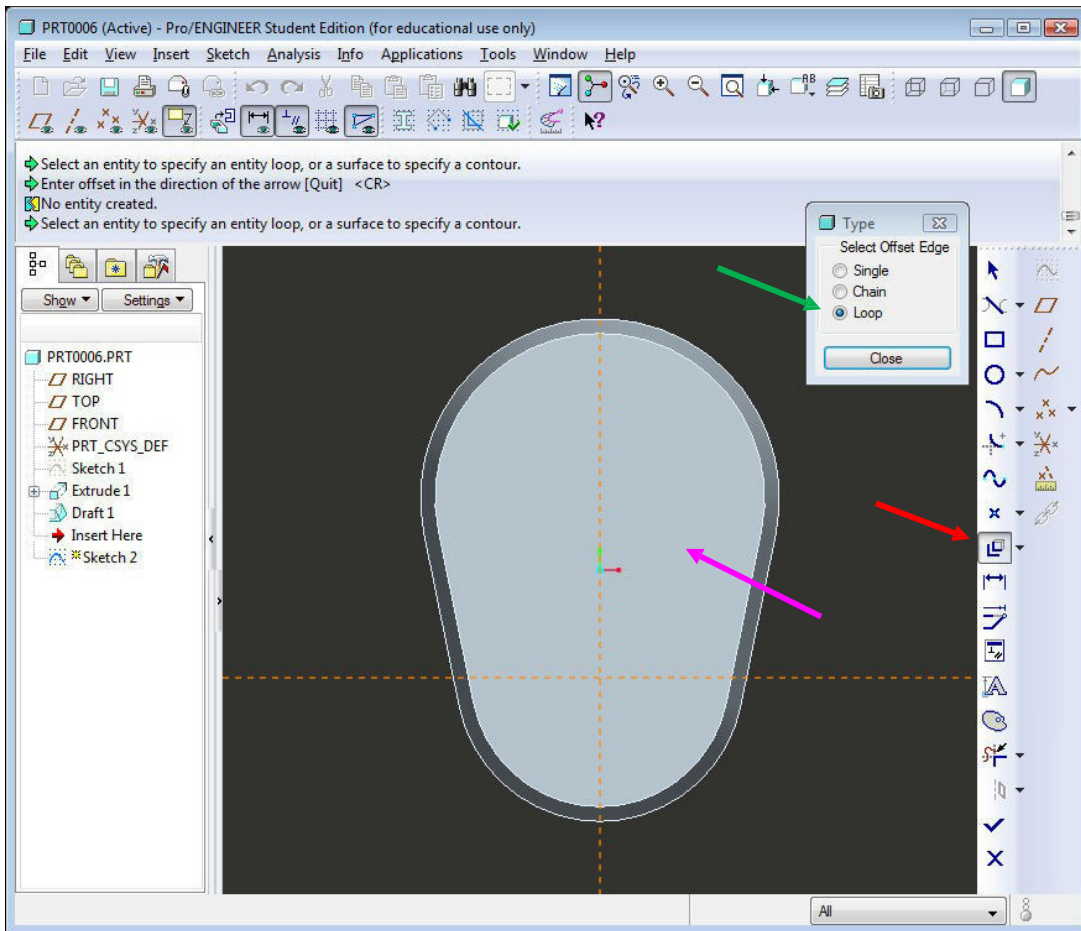 PRT0006 (Active) - Pro/ENGINEER Student Edition (for educational use only)
File Edit View Insert Sketch Analysis Info Applications Tools Window Help
Select an entity to specify an entity loop, or a surface to specify a contour.
Enter offset in the direction of the arrow [Quit] <CR>
No entity created.
Select an entity to specify an entity loop, or a surface to specify a contour.
Type
Select Offset Edge
Single
Chain
Loop
Close
Show Settings
PRT0006.PRT
RIGHT
TOP
FRONT
PRT_CSYS_DEF
Sketch 1
Extrude 1
Draft 1
Insert Here
Sketch 2
All